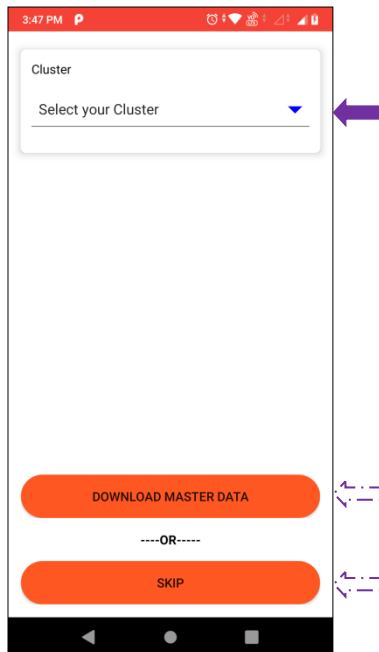 3:47 PM
Cluster
Select your Cluster
DOWNLOAD MASTER DATA
----OR-----
SKIP